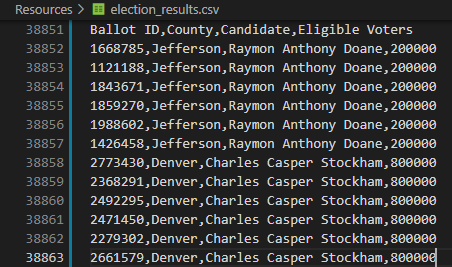 Resources > election_results.csv
38851 Ballot ID,County,Candidate,Eligible Voters
38852 1668785,Jefferson,Raymon Anthony Doane,200000
38853 1121188,Jefferson,Raymon Anthony Doane,200000
38854 1843671,Jefferson,Raymon Anthony Doane,200000
38855 1859270,Jefferson,Raymon Anthony Doane,200000
38856 1988602,Jefferson,Raymon Anthony Doane,200000
38857 1426458,Jefferson,Raymon Anthony Doane,200000
38858 2773430,Denver,Charles Casper Stockham,800000
38859 2368291,Denver,Charles Casper Stockham,800000
38860 2492295,Denver,Charles Casper Stockham,800000
38861 2471450,Denver,Charles Casper Stockham,800000
38862 2279302,Denver,Charles Casper Stockham,800000
38863 2661579,Denver,Charles Casper Stockham,800000